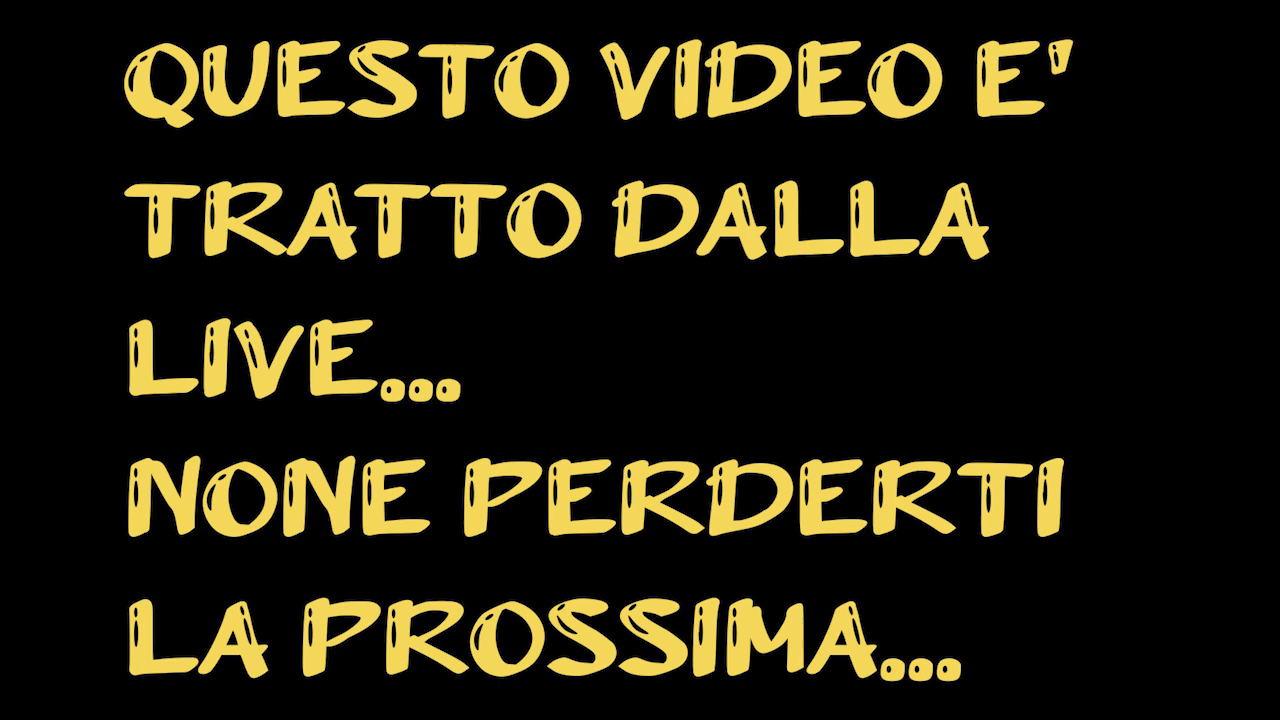 QUESTO VIDEO E'
TRATTO DALLA
LIVE...
NONE PERDERTI
LA PROSSIMA...